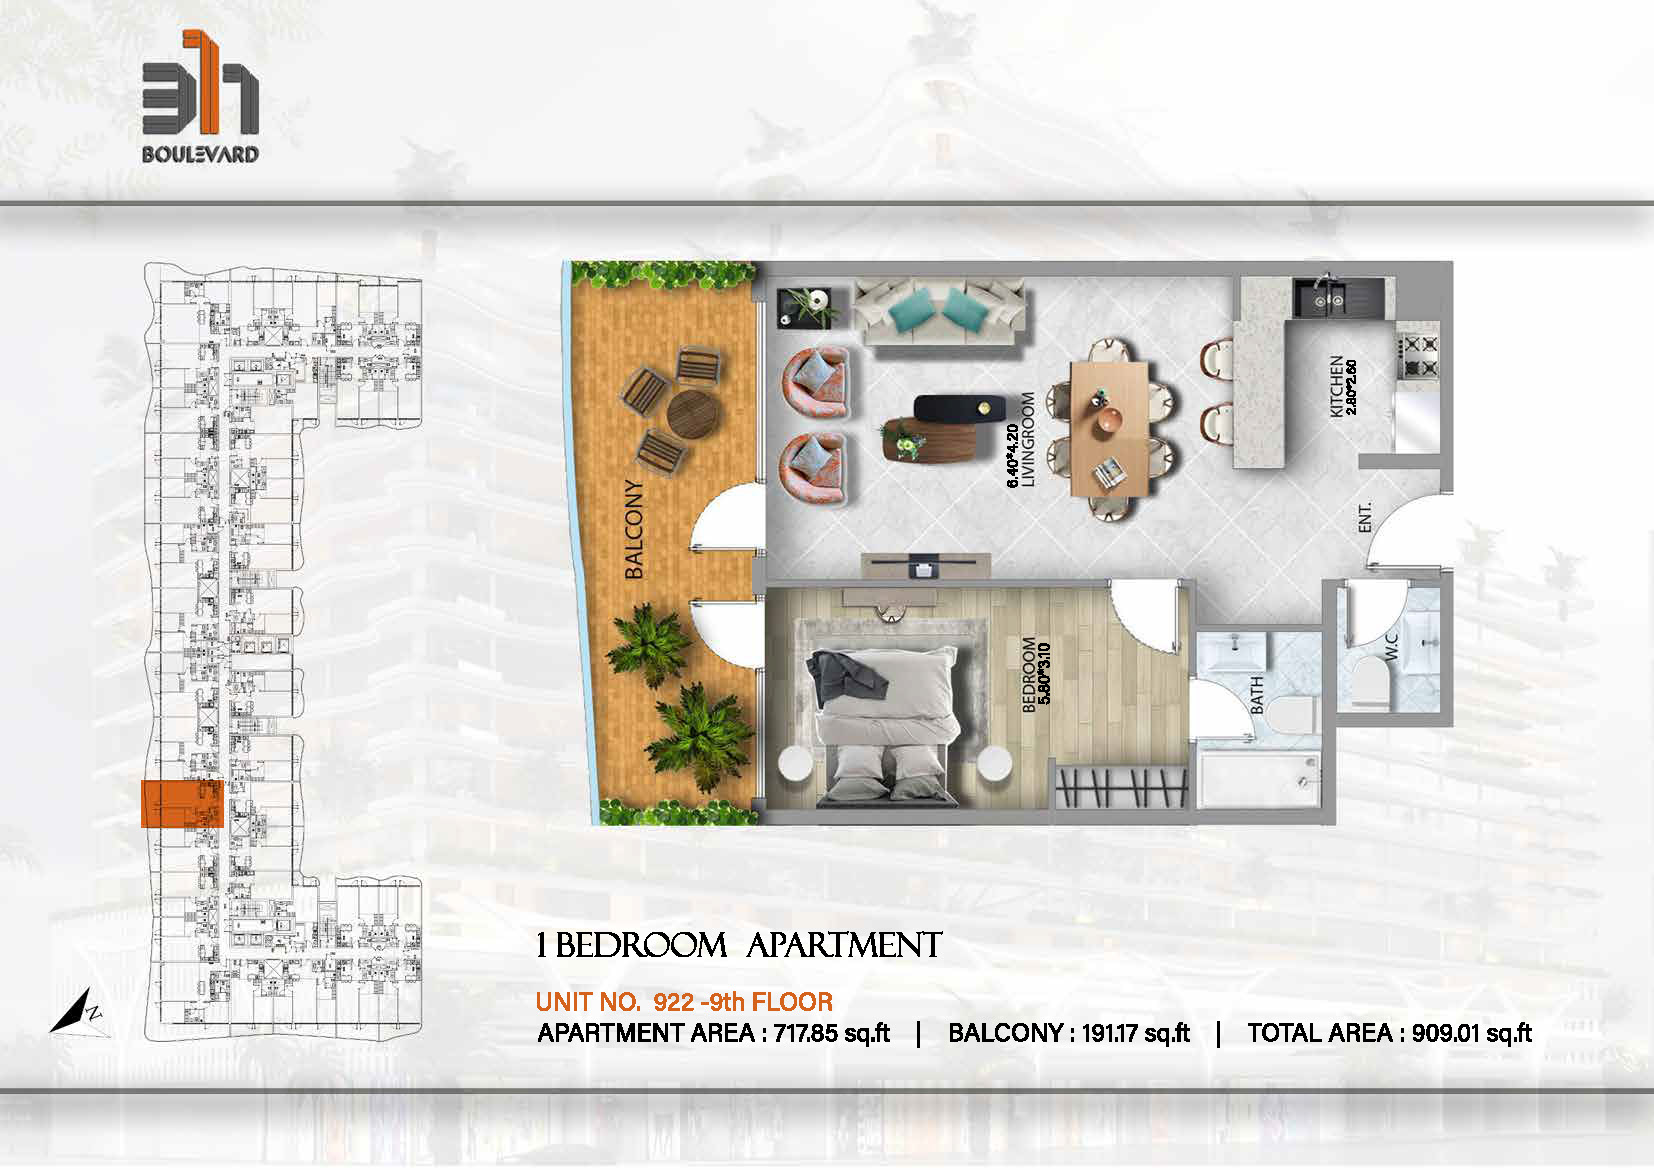 311
BOULEVARD
BALCONY
6.40*4.20
LIVINGROOM
KITCHEN
2.80*2.60
ENT.
BEDROOM
5.80*3.10
BATH
W.C
N
1 BEDROOM APARTMENT
UNIT NO. 922 -9th FLOOR
APARTMENT AREA : 717.85 sq.ft | BALCONY : 191.17 sq.ft | TOTAL AREA : 909.01 sq.ft